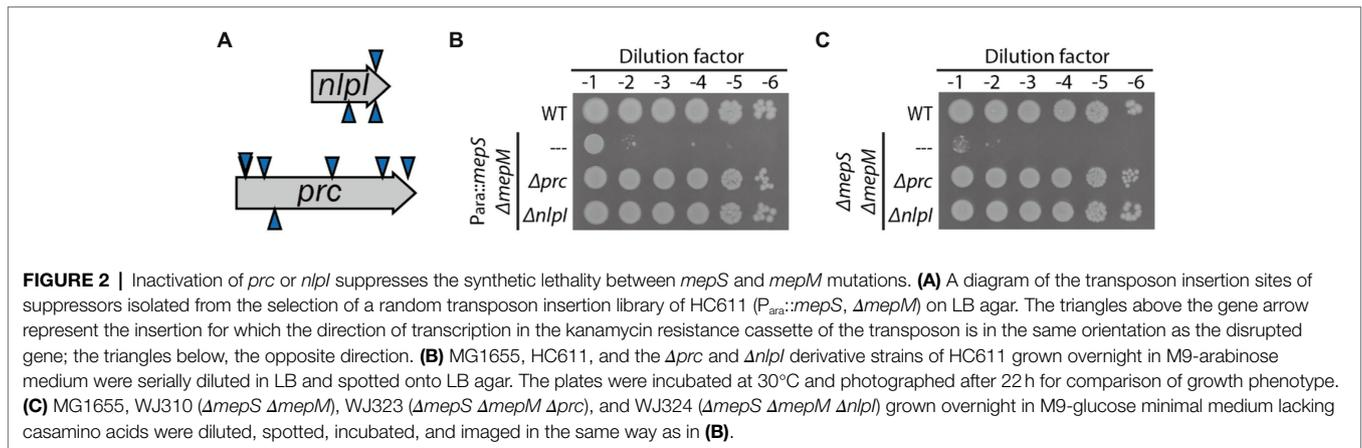 A
nlpI
prc
B
Dilution factor
-1 -2 -3 -4 -5 -6
WT
---
Δprc
ΔnlpI
Para::mepS
ΔmepM
C
Dilution factor
-1 -2 -3 -4 -5 -6
WT
---
Δprc
ΔnlpI
ΔmepS
ΔmepM
FIGURE 2 | Inactivation of prc or nlpI suppresses the synthetic lethality between mepS and mepM mutations. (A) A diagram of the transposon insertion sites of
suppressors isolated from the selection of a random transposon insertion library of HC611 (Para::mepS, ΔmepM) on LB agar. The triangles above the gene arrow
represent the insertion for which the direction of transcription in the kanamycin resistance cassette of the transposon is in the same orientation as the disrupted
gene; the triangles below, the opposite direction. (B) MG1655, HC611, and the Δprc and ΔnlpI derivative strains of HC611 grown overnight in M9-arabinose
medium were serially diluted in LB and spotted onto LB agar. The plates were incubated at 30°C and photographed after 22 h for comparison of growth phenotype.
(C) MG1655, WJ310 (ΔmepS ΔmepM), WJ323 (ΔmepS ΔmepM Δprc), and WJ324 (ΔmepS ΔmepM ΔnlpI) grown overnight in M9-glucose minimal medium lacking
casamino acids were diluted, spotted, incubated, and imaged in the same way as in (B).